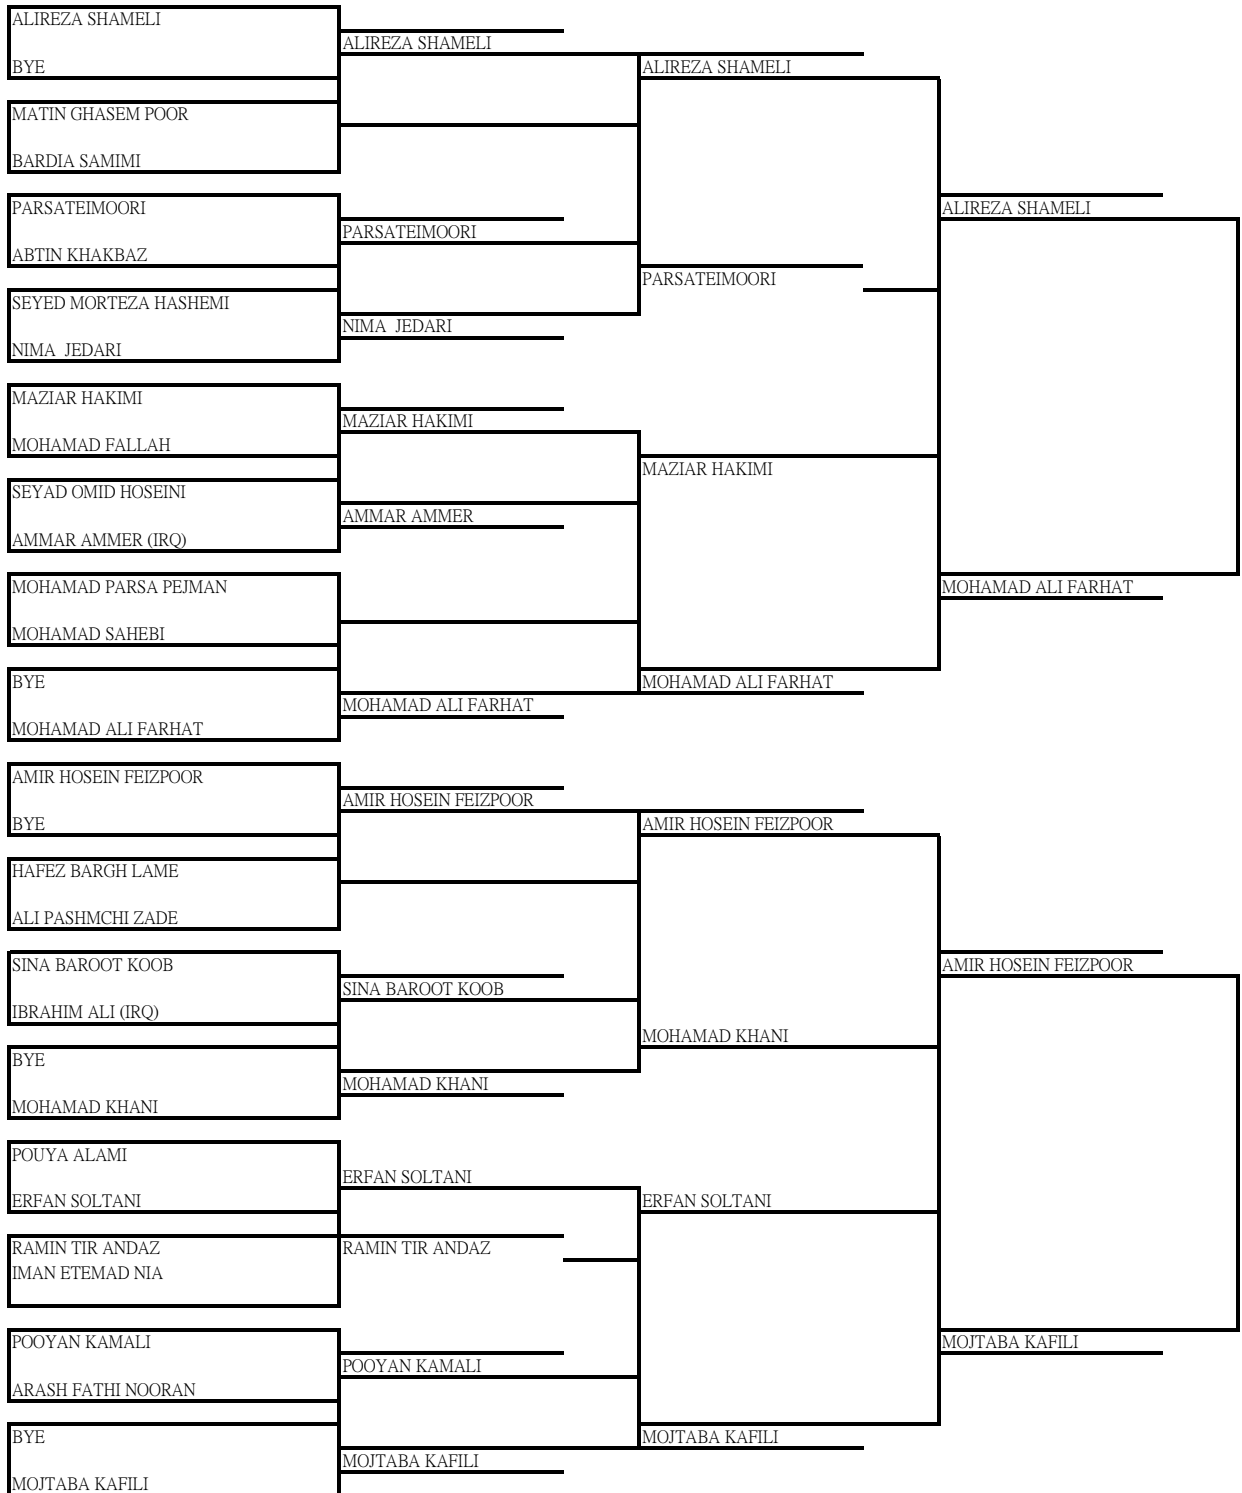 ALIREZA SHAMELI
BYE
MATIN GHASEM POOR
BARDIA SAMIMI
PARSATEIMOORI
ABTIN KHAKBAZ
SEYED MORTEZA HASHEMI
NIMA JEDARI
MAZIAR HAKIMI
MOHAMAD FALLAH
SEYAD OMID HOSEINI
AMMAR AMMER (IRQ)
MOHAMAD PARSA PEJMAN
MOHAMAD SAHEBI
BYE
MOHAMAD ALI FARHAT
AMIR HOSEIN FEIZPOOR
BYE
HAFEZ BARGH LAME
ALI PASHMCHI ZADE
SINA BAROOT KOOB
IBRAHIM ALI (IRQ)
BYE
MOHAMAD KHANI
POUYA ALAMI
ERFAN SOLTANI
RAMIN TIR ANDAZ
IMAN ETEMAD NIA
POOYAN KAMALI
ARASH FATHI NOORAN
BYE
MOJTABA KAFILI
ALIREZA SHAMELI
PARSATEIMOORI
NIMA JEDARI
MAZIAR HAKIMI
AMMAR AMMER
MOHAMAD ALI FARHAT
AMIR HOSEIN FEIZPOOR
SINA BAROOT KOOB
MOHAMAD KHANI
ERFAN SOLTANI
RAMIN TIR ANDAZ
POOYAN KAMALI
MOJTABA KAFILI
ALIREZA SHAMELI
PARSATEIMOORI
MAZIAR HAKIMI
MOHAMAD ALI FARHAT
AMIR HOSEIN FEIZPOOR
MOHAMAD KHANI
ERFAN SOLTANI
MOJTABA KAFILI
ALIREZA SHAMELI
MOHAMAD ALI FARHAT
AMIR HOSEIN FEIZPOOR
MOJTABA KAFILI